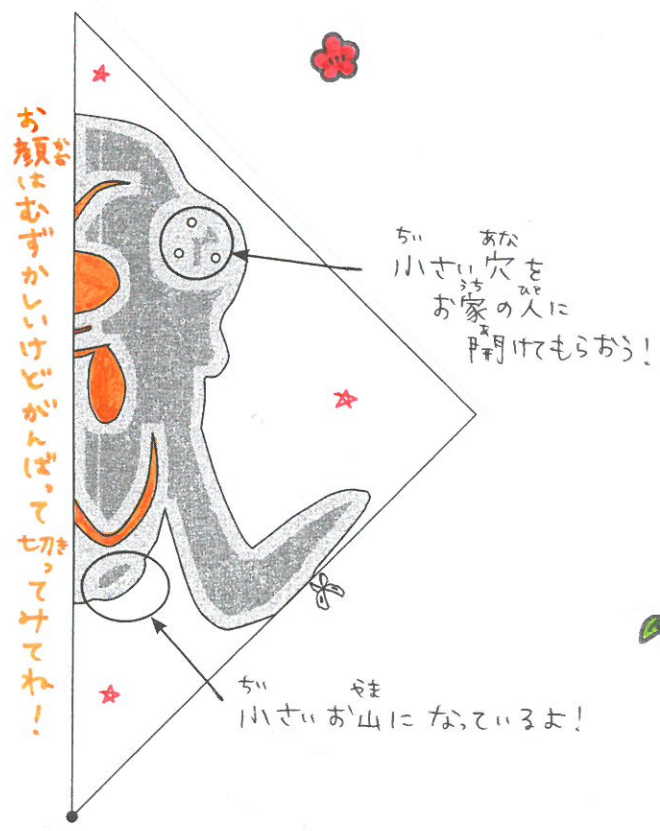 お顔はむずかしいけどがんばって切ってみてね！
小さい穴を
お家の人に
開けてもらおう！
小さいお山になっているよ！